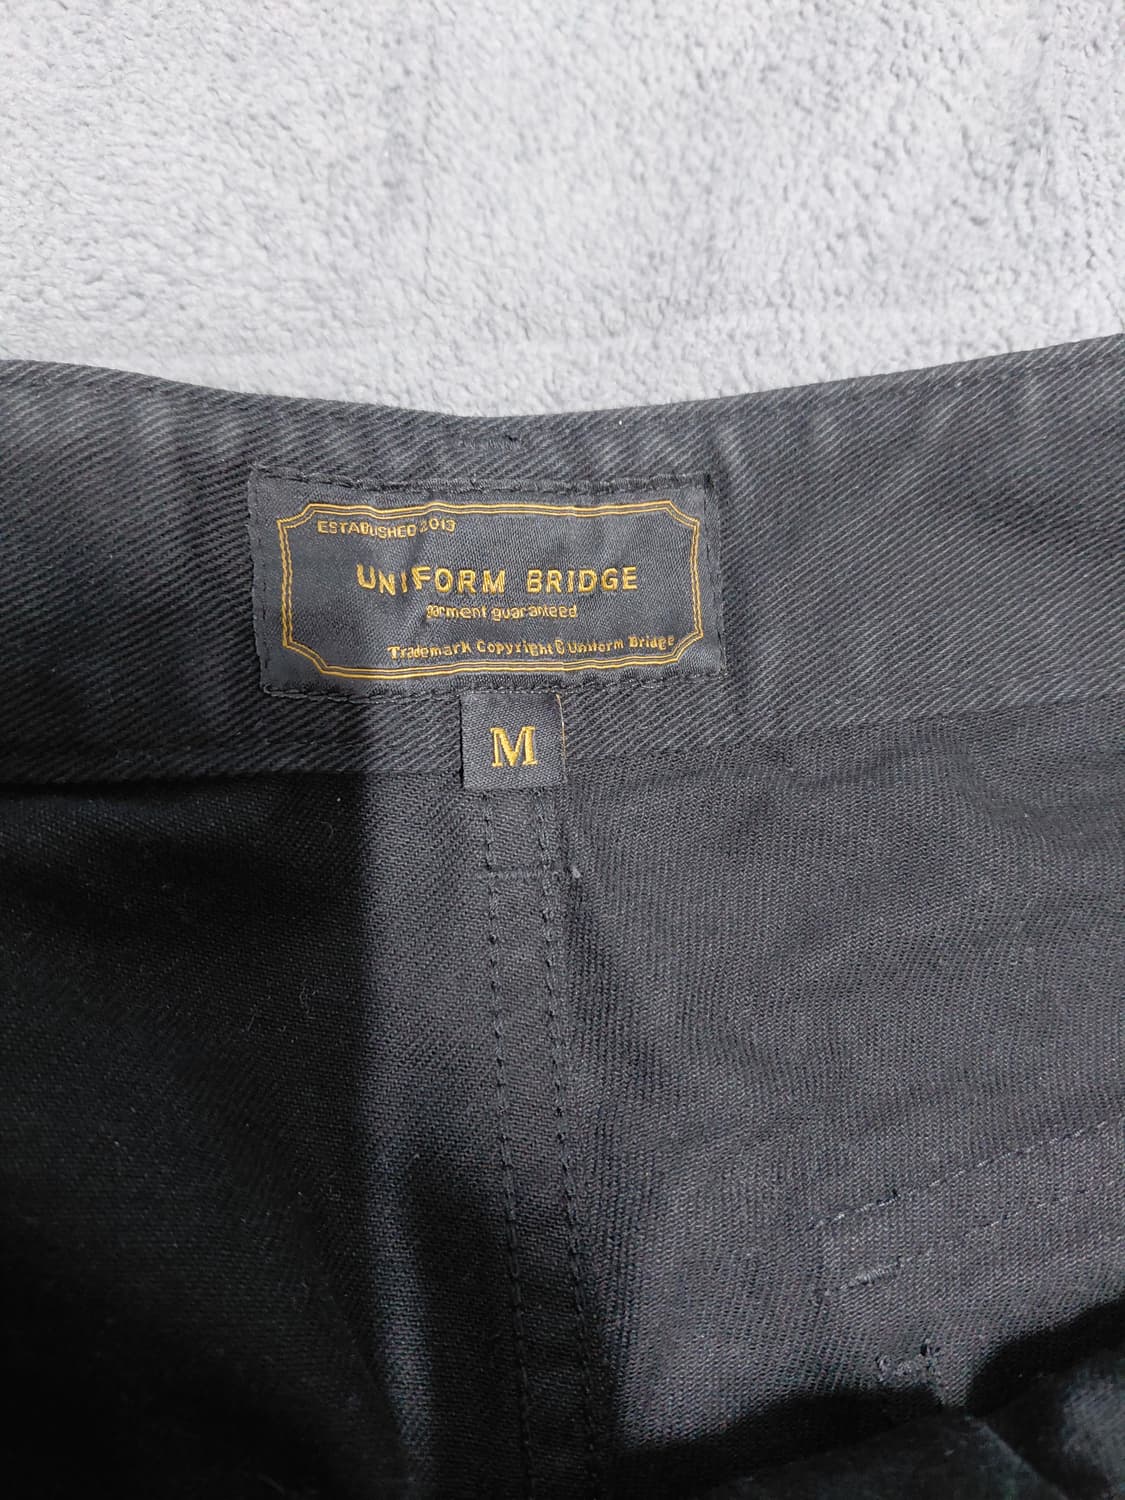 ESTABLISHED 2013
UNIFORM BRIDGE
garment guaranteed
Trademark Copyright © Uniform Bridge
M